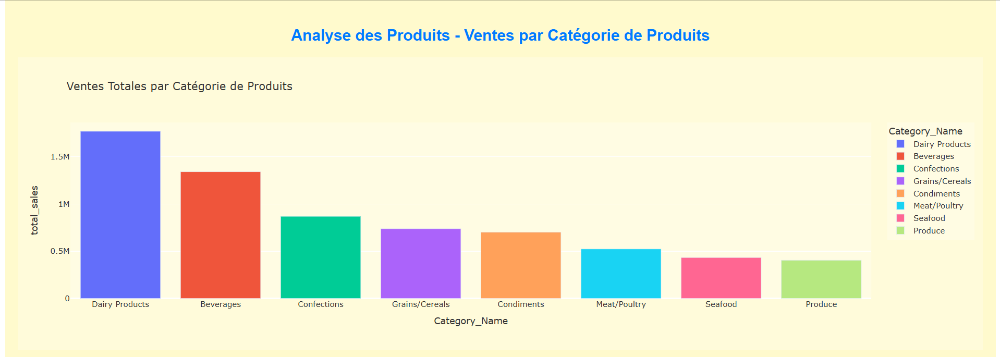 Analyse des Produits - Ventes par Catégorie de Produits
Ventes Totales par Catégorie de Produits
total_sales
1.5M
1M
0.5M
0
Dairy Products
Beverages
Confections
Grains/Cereals
Condiments
Meat/Poultry
Seafood
Produce
Category_Name
Category_Name
Dairy Products
Beverages
Confections
Grains/Cereals
Condiments
Meat/Poultry
Seafood
Produce